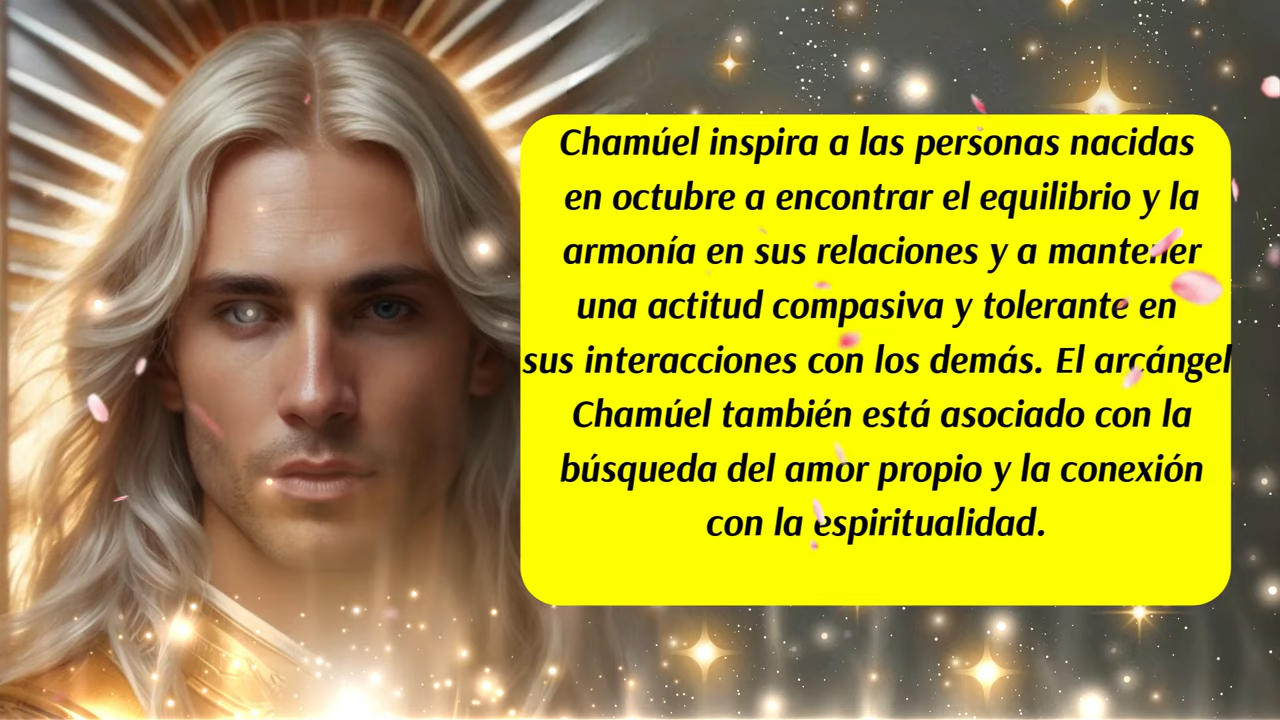 Chamúel inspira a las personas nacidas
en octubre a encontrar el equilibrio y la
armonía en sus relaciones y a mantener
una actitud compasiva y tolerante en
sus interacciones con los demás. El arcángel
Chamúel también está asociado con la
búsqueda del amor propio y la conexión
con la espiritualidad.